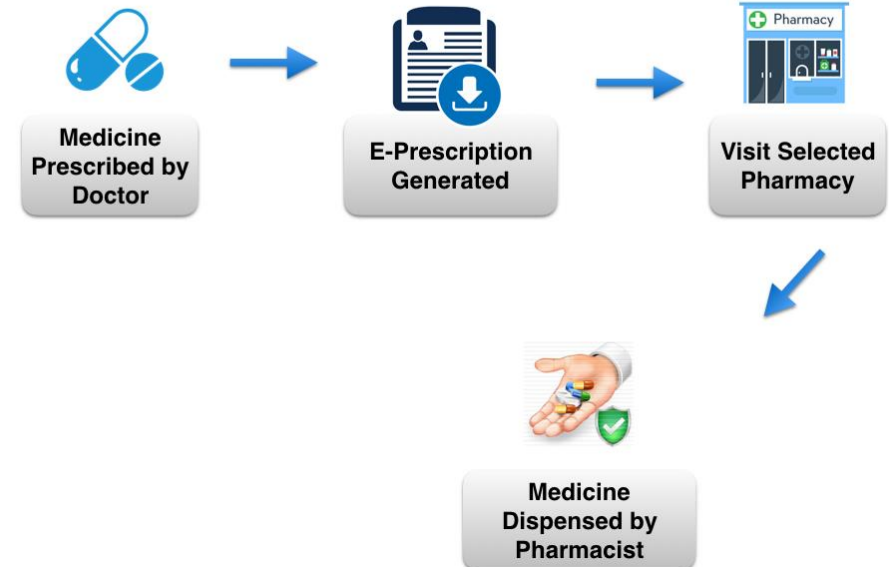 Pharmacy
Medicine
Prescribed by
Doctor
E-Prescription
Generated
Visit Selected
Pharmacy
Medicine
Dispensed by
Pharmacist